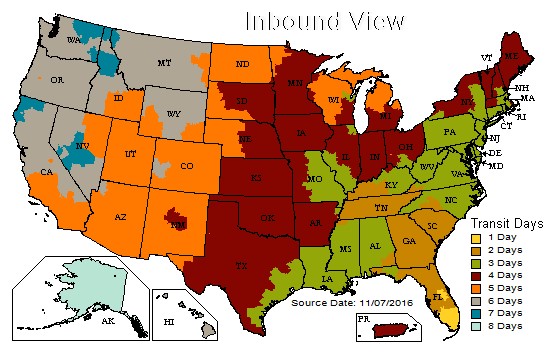 Inbound View
WA
OR
CA
NV
ID
MT
WY
UT
AZ
CO
NM
ND
SD
NE
KS
OK
TX
MN
IA
MO
AR
LA
WI
IL
MS
MI
IN
OH
KY
TN
AL
GA
FL
SC
NC
VA
WV
PA
NY
VT
ME
NH
MA
RI
CT
NJ
DE
MD
AK
HI
PR
Source Date: 11/07/2016
Transit Days
1 Day
2 Days
3 Days
4 Days
5 Days
6 Days
7 Days
8 Days